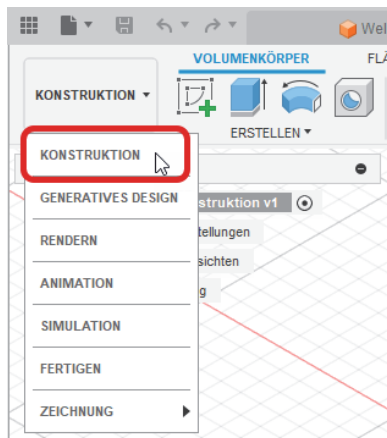 Wel
VOLUMENKÖRPER FLÄ
KONSTRUKTION
ERSTELLEN
KONSTRUKTION
GENERATIVES DESIGN
struktion v1
RENDERN
tellungen
sichten
ANIMATION
g
SIMULATION
FERTIGEN
ZEICHNUNG